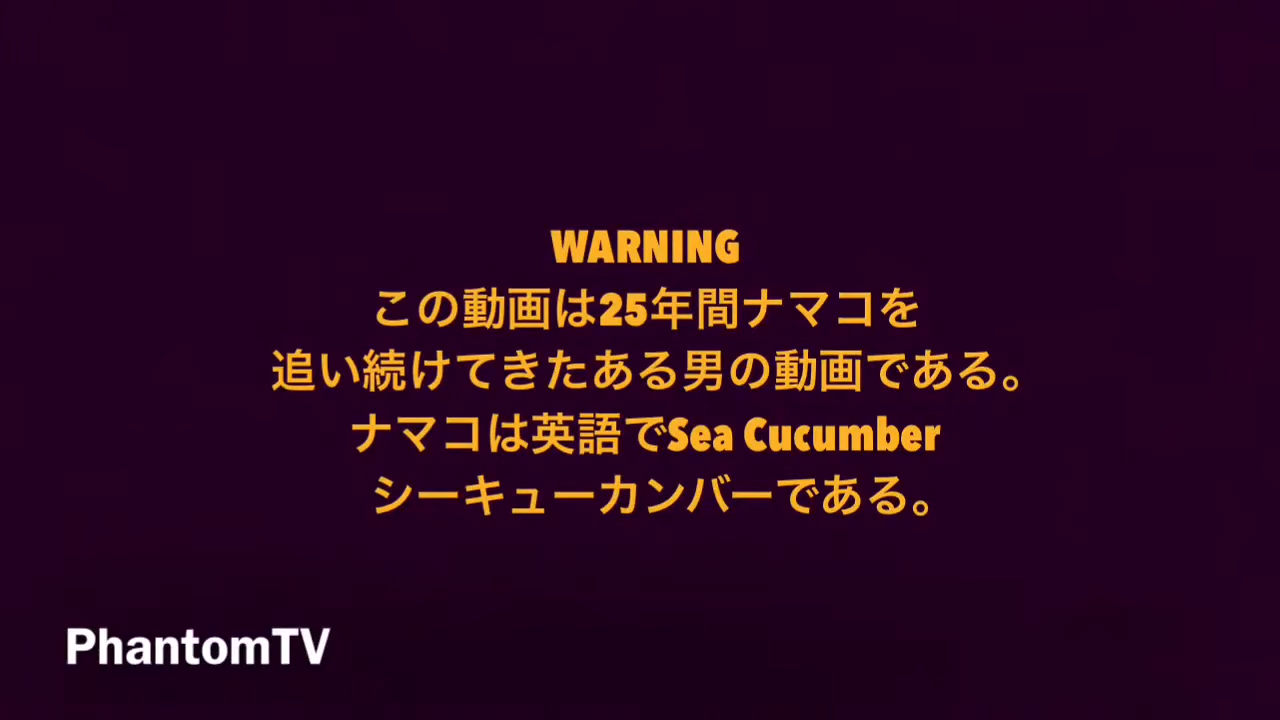 WARNING
この動画は25年間ナマコを
追い続けてきたある男の動画である。
ナマコは英語でSea Cucumber
シーキューカンバーである。
PhantomTV